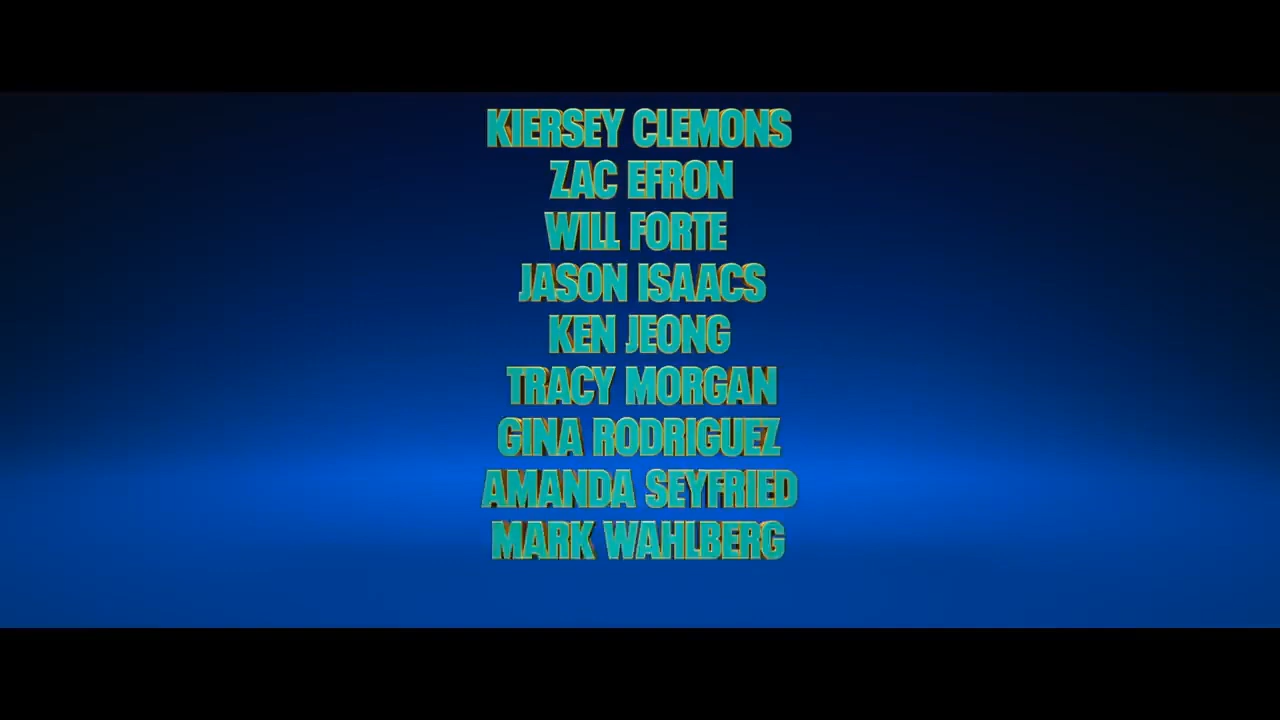 KIERSEY CLEMONS
ZAC EFRON
WILL FORTE
JASON ISAACS
KEN JEONG
TRACY MORGAN
GINA RODRIGUEZ
AMANDA SEYFRIED
MARK WAHLBERG